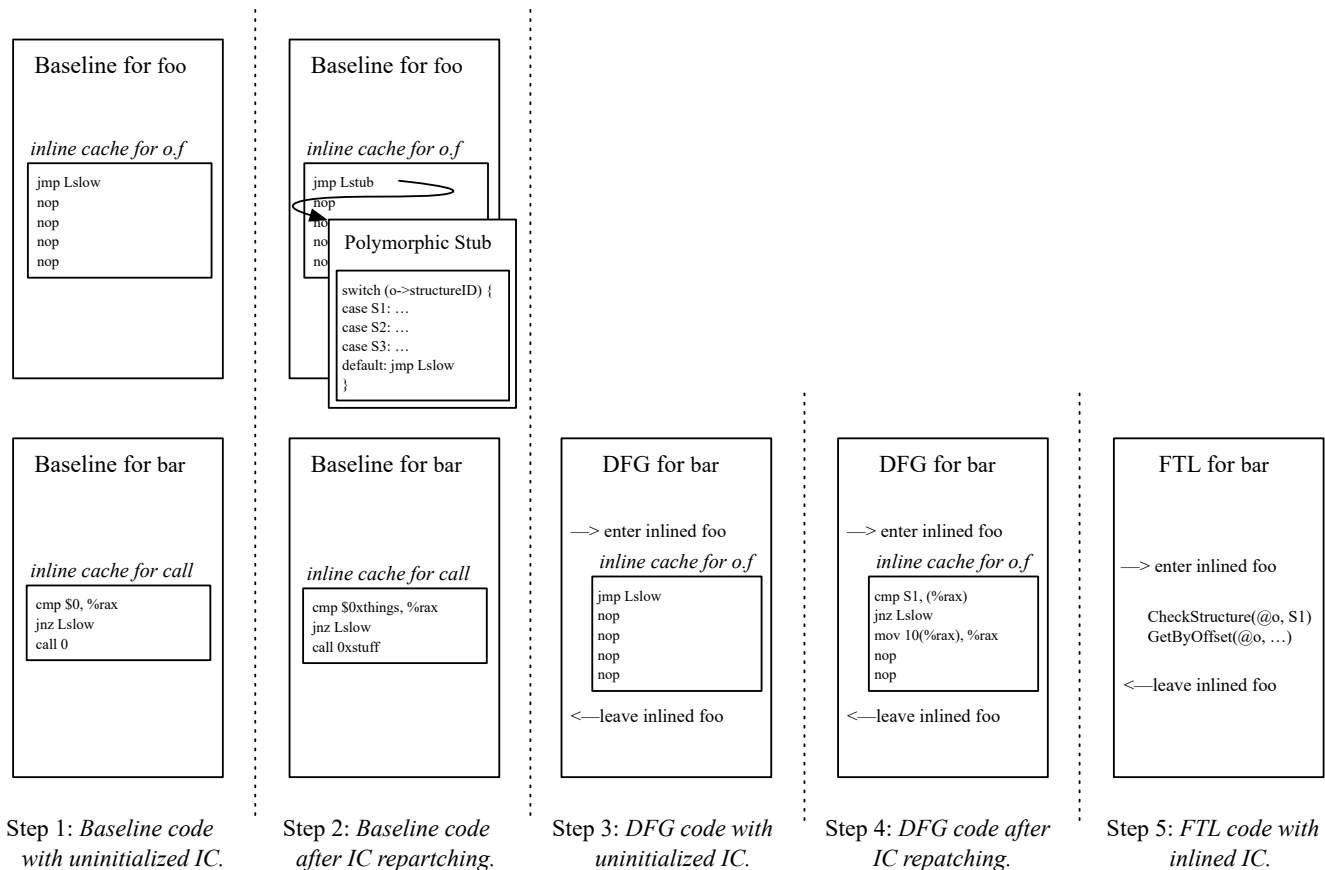 Baseline for foo
inline cache for o.f
jmp Lslow
nop
nop
nop
nop
Baseline for foo
inline cache for o.f
jmp Lstub
nop
no
no
no
Polymorphic Stub
switch (o->structureID) {
case S1: …
case S2: …
case S3: …
default: jmp Lslow
}
Baseline for bar
inline cache for call
cmp $0, %rax
jnz Lslow
call 0
Baseline for bar
inline cache for call
cmp $0xthings, %rax
jnz Lslow
call 0xstuff
DFG for bar
—> enter inlined foo
inline cache for o.f
jmp Lslow
nop
nop
nop
nop
<—leave inlined foo
DFG for bar
—> enter inlined foo
inline cache for o.f
cmp S1, (%rax)
jnz Lslow
mov 10(%rax), %rax
nop
nop
<—leave inlined foo
FTL for bar
—> enter inlined foo
CheckStructure(@o, S1)
GetByOffset(@o, …)
<—leave inlined foo
Step 1: Baseline code
with uninitialized IC.
Step 2: Baseline code
after IC repartching.
Step 3: DFG code with
uninitialized IC.
Step 4: DFG code after
IC repatching.
Step 5: FTL code with
inlined IC.